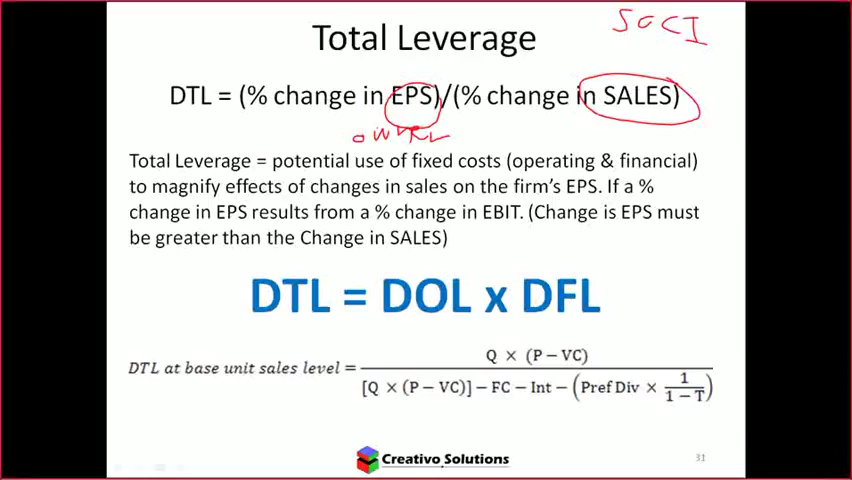 Total Leverage
SOCI
DTL = (% change in EPS)/(% change in SALES)
owner
Total Leverage = potential use of fixed costs (operating & financial)
to magnify effects of changes in sales on the firm's EPS. If a %
change in EPS results from a % change in EBIT. (Change is EPS must
be greater than the Change in SALES)
DTL = DOL x DFL
DTL at base unit sales level = Q × (P − VC) / [Q × (P − VC)] − FC − Int − (Pref Div × 1 / 1 − T)
Creativo Solutions
31